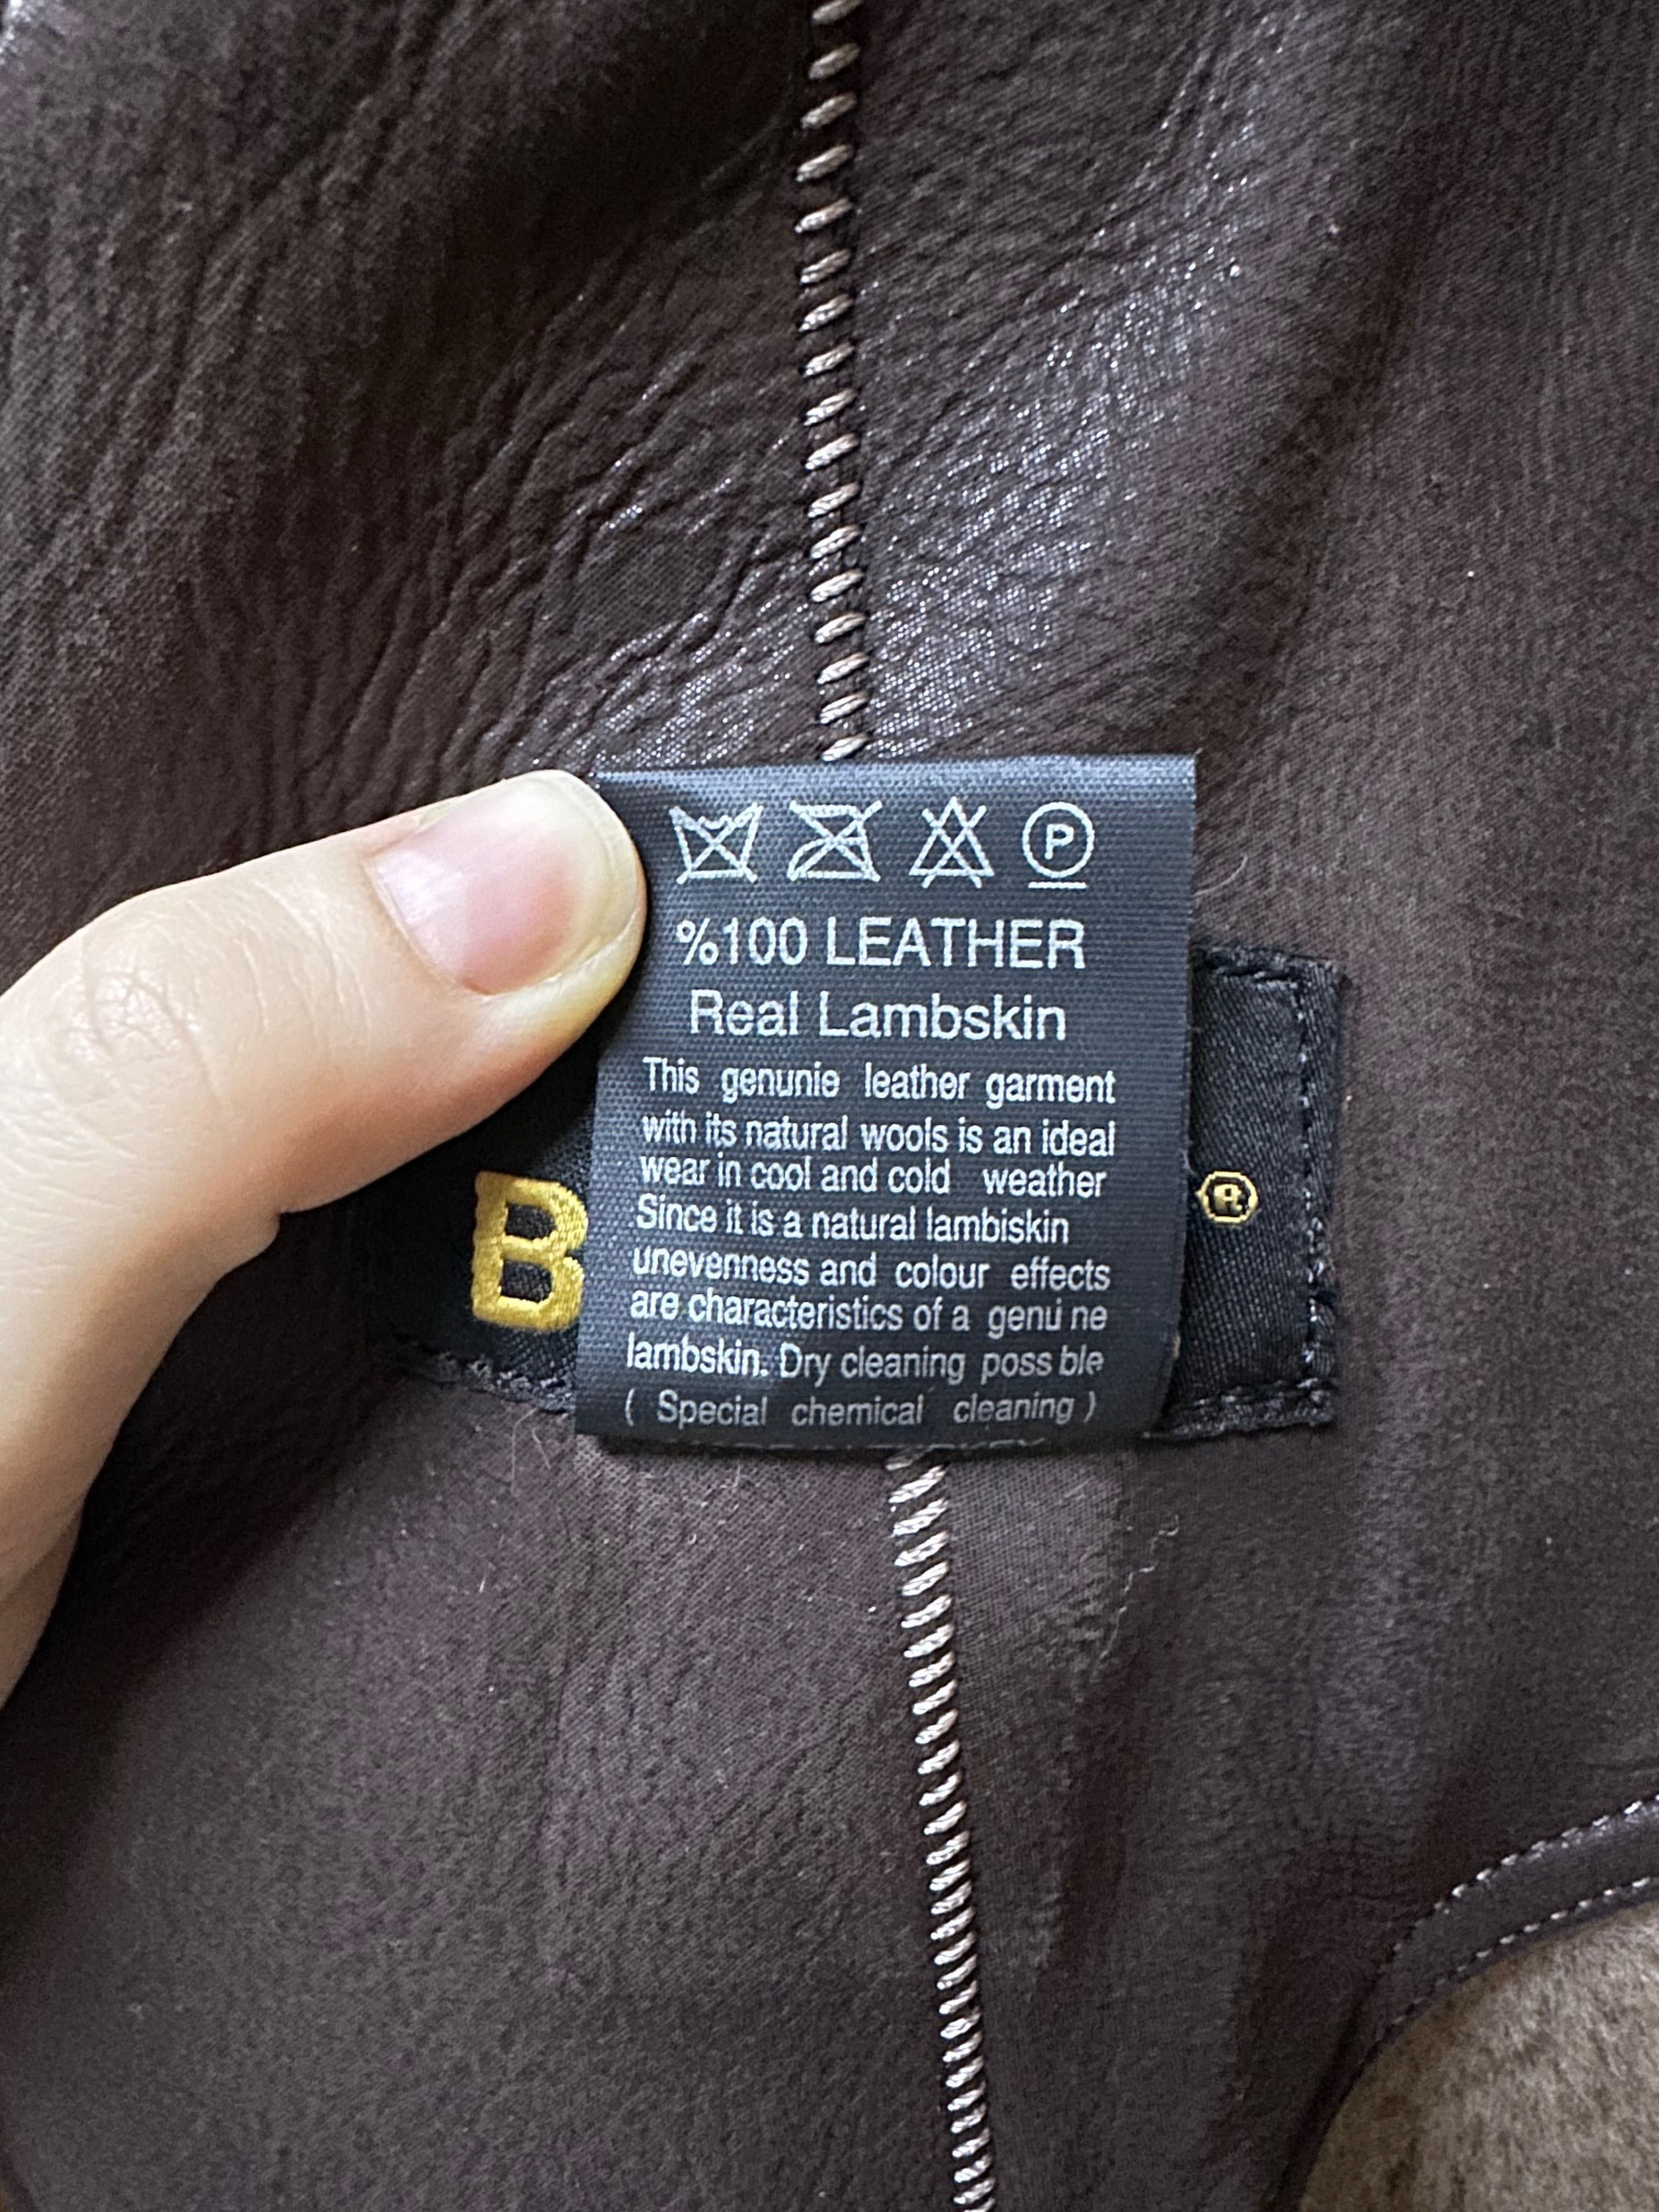 P
%100 LEATHER
Real Lambskin
This genunie leather garment
with its natural wools is an ideal
wear in cool and cold weather
Since it is a natural lambiskin
unevenness and colour effects
are characteristics of a genui ne
lambskin. Dry cleaning poss ble
( Special chemical cleaning )
B
®